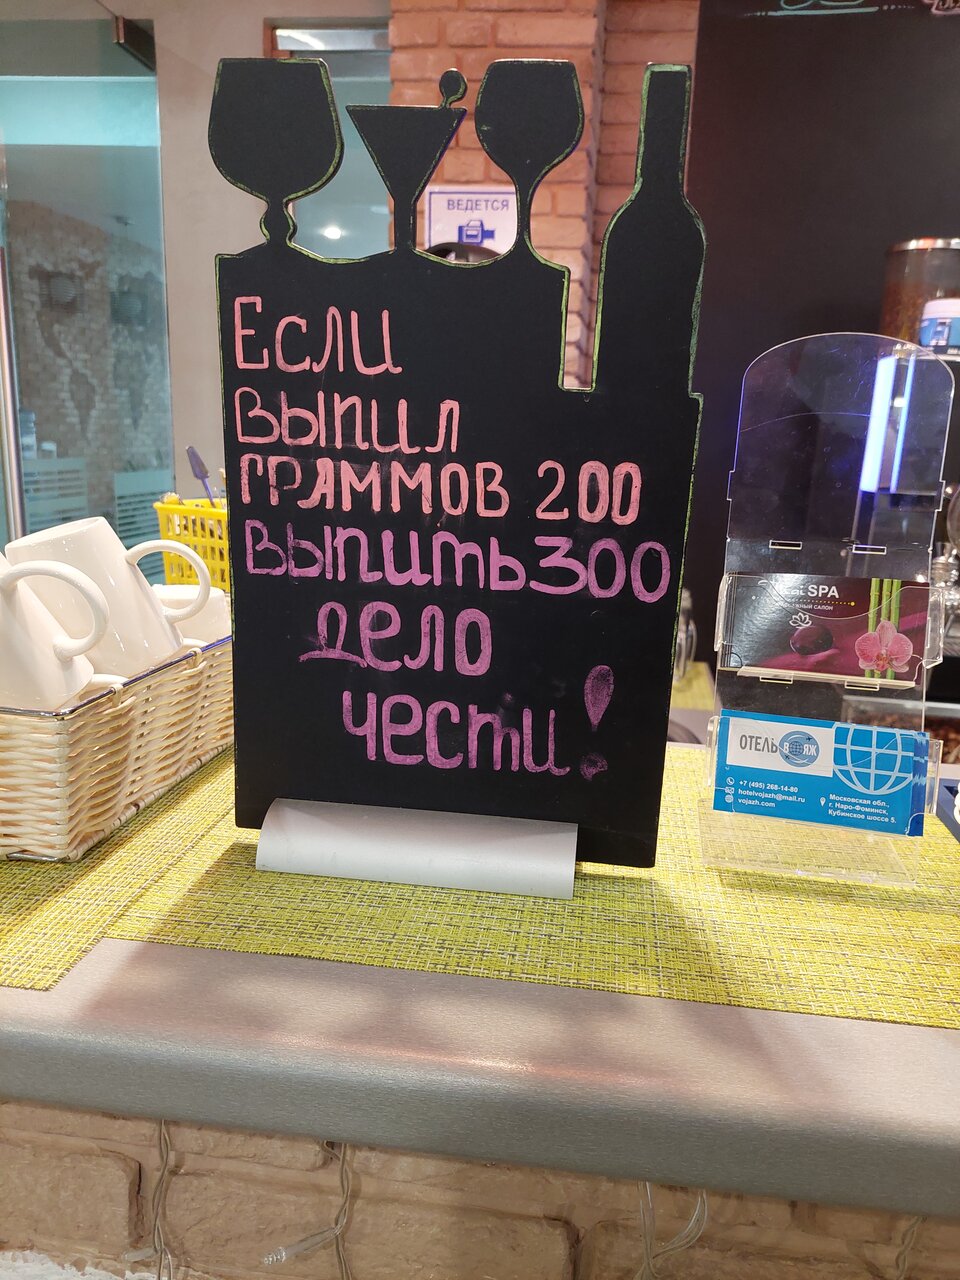 ВЕДЕТСЯ
Если
выпил
граммов 200
выпить 300
дело
чести!
SPA
ОТЕЛЬ ВОЯЖ
+7 (495) 268-14-80
hotelvojazh@mail.ru
vojazh.com
Московская обл.,
г. Наро-Фоминск,
Кубинское шоссе 5.